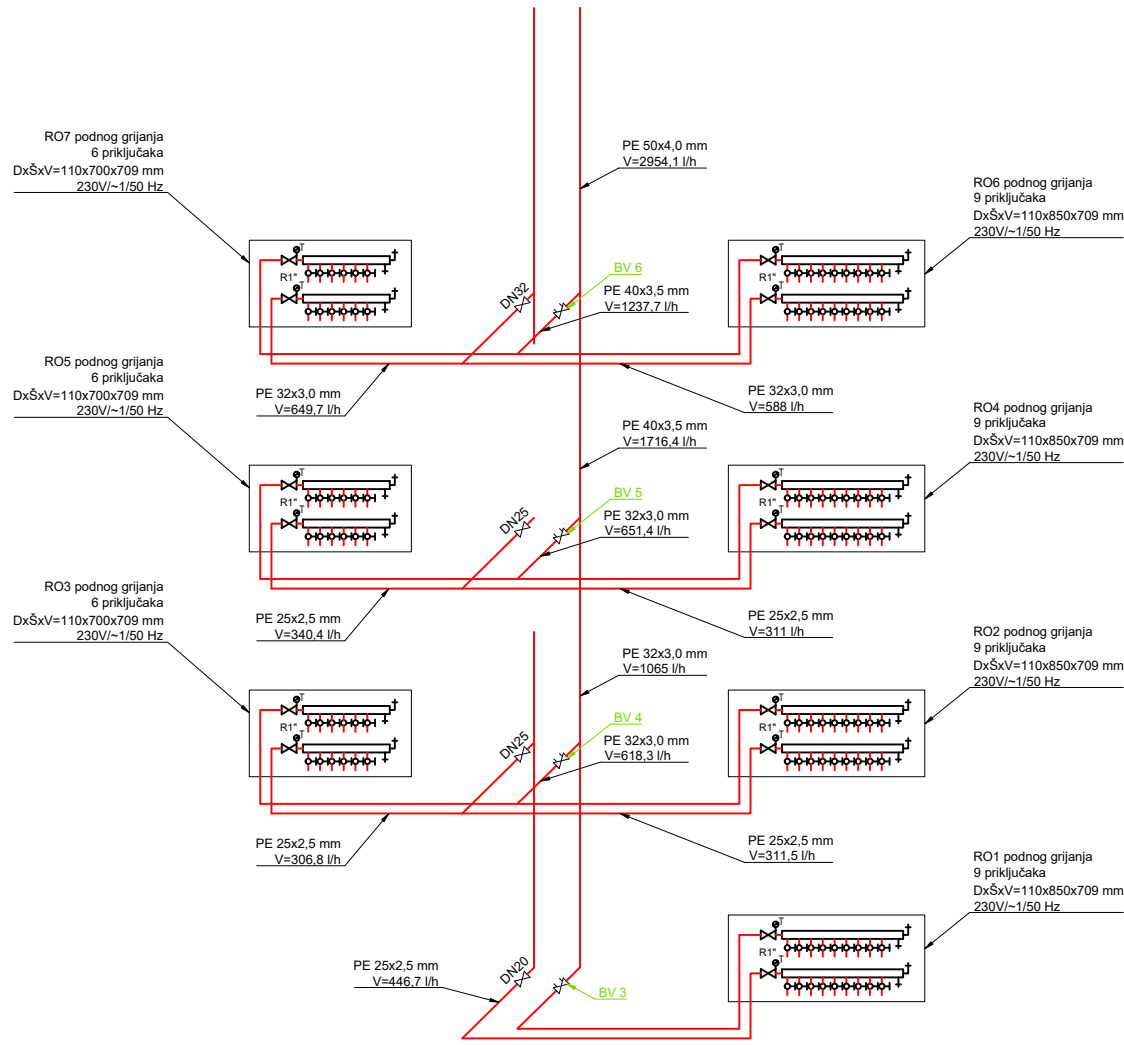 PE 50x4,0 mm
V=2954,1 l/h
RO7 podnog grijanja
6 priključaka
DxŠxV=110x700x709 mm
230V/~1/50 Hz
RO6 podnog grijanja
9 priključaka
DxŠxV=110x850x709 mm
230V/~1/50 Hz
T
R1"
T
R1"
DN32
BV 6
PE 40x3,5 mm
V=1237,7 l/h
PE 32x3,0 mm
V=649,7 l/h
PE 32x3,0 mm
V=588 l/h
RO5 podnog grijanja
6 priključaka
DxŠxV=110x700x709 mm
230V/~1/50 Hz
PE 40x3,5 mm
V=1716,4 l/h
RO4 podnog grijanja
9 priključaka
DxŠxV=110x850x709 mm
230V/~1/50 Hz
T
R1"
T
R1"
DN25
BV 5
PE 32x3,0 mm
V=651,4 l/h
PE 25x2,5 mm
V=340,4 l/h
PE 25x2,5 mm
V=311 l/h
RO3 podnog grijanja
6 priključaka
DxŠxV=110x700x709 mm
230V/~1/50 Hz
PE 32x3,0 mm
V=1065 l/h
RO2 podnog grijanja
9 priključaka
DxŠxV=110x850x709 mm
230V/~1/50 Hz
T
R1"
T
R1"
DN25
BV 4
PE 32x3,0 mm
V=618,3 l/h
PE 25x2,5 mm
V=306,8 l/h
PE 25x2,5 mm
V=311,5 l/h
RO1 podnog grijanja
9 priključaka
DxŠxV=110x850x709 mm
230V/~1/50 Hz
T
R1"
PE 25x2,5 mm
V=446,7 l/h
DN20
BV 3